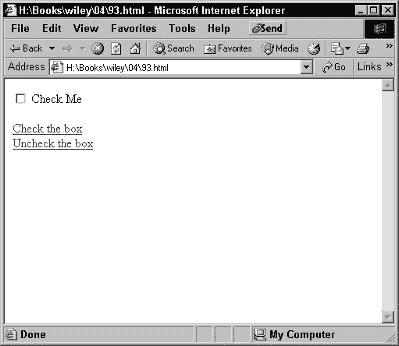 H:\Books\wiley\04\93.html - Microsoft Internet Explorer
File Edit View Favorites Tools Help Send
Back Search Favorites Media »
Address H:\Books\wiley\04\93.html Go Links »
Check Me
Check the box
Uncheck the box
Done My Computer